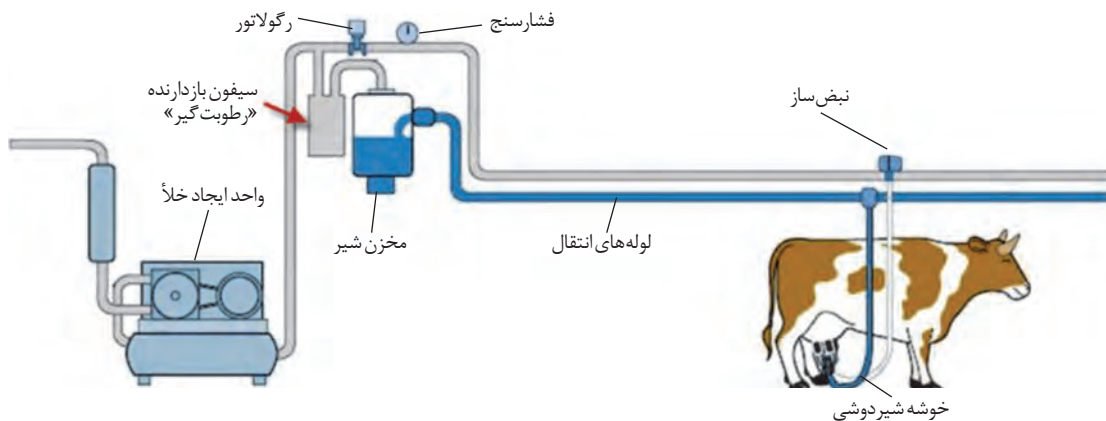 رگولاتور
فشارسنج
سیفون بازدارنده
«رطوبت‌گیر»
نبض‌ساز
واحد ایجاد خلأ
مخزن شیر
لوله‌های انتقال
خوشه شیردوشی